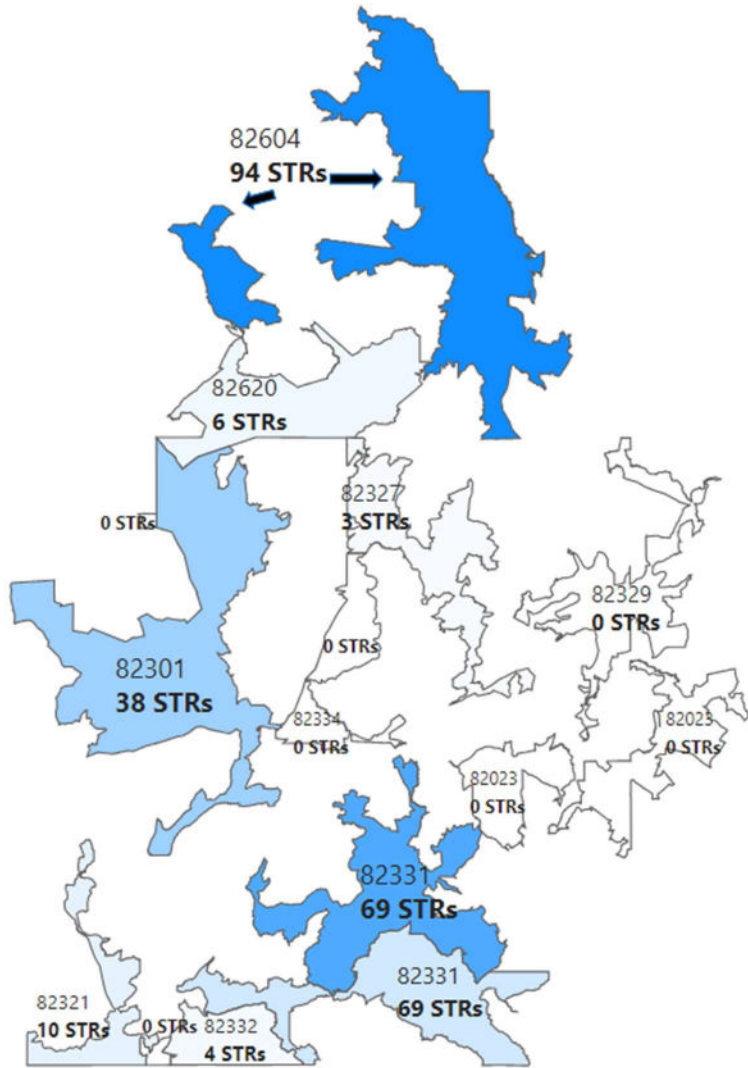 82604
94 STRs
82620
6 STRs
82327
3 STRs
0 STRs
82329
0 STRs
0 STRs
82301
38 STRs
82334
0 STRs
82023
0 STRs
82023
0 STRs
82331
69 STRs
82331
69 STRs
82321
10 STRs
0 STRs
82332
4 STRs